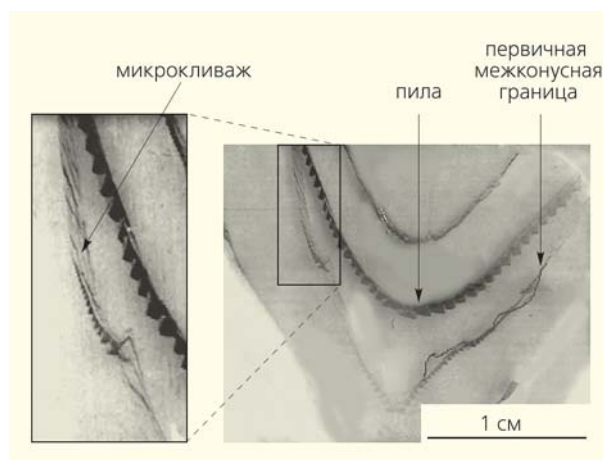 микрокливаж
пила
первичная
межконусная
граница
1 см